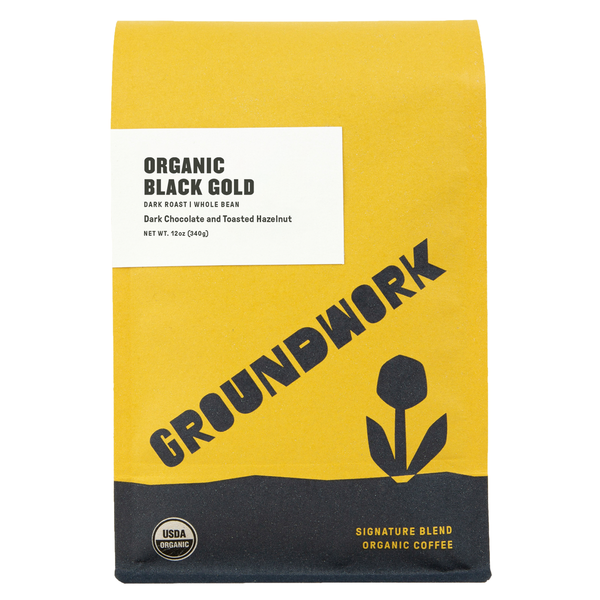 ORGANIC
BLACK GOLD
DARK ROAST | WHOLE BEAN
Dark Chocolate and Toasted Hazelnut
NET WT. 12oz (340g)
GROUNDWORK
USDA
ORGANIC
SIGNATURE BLEND
ORGANIC COFFEE